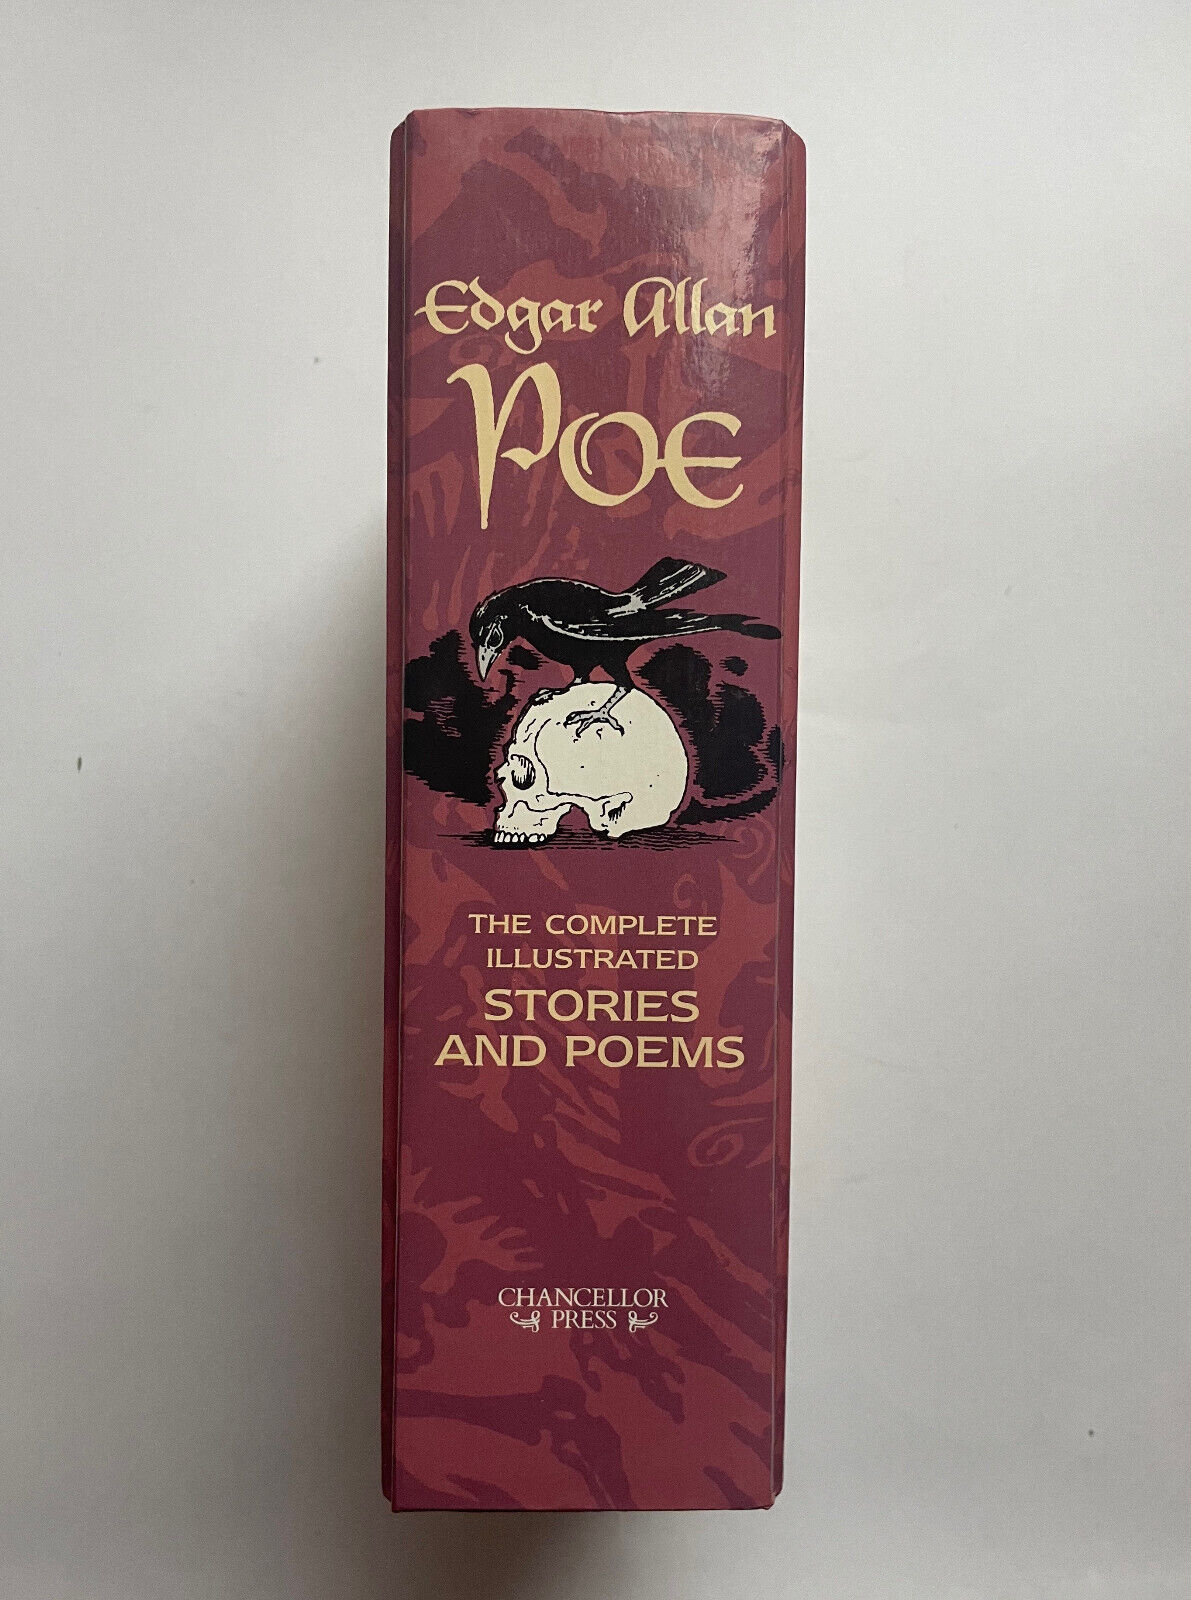 Edgar Allan
POE
THE COMPLETE
ILLUSTRATED
STORIES
AND POEMS
CHANCELLOR
PRESS